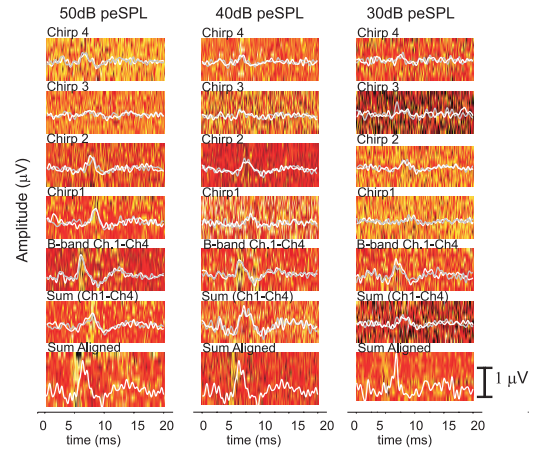 50dB peSPL 40dB peSPL 30dB peSPL
Chirp 4 Chirp 4 Chirp 4
Chirp 3 Chirp 3 Chirp 3
Chirp 2 Chirp 2 Chirp 2
Chirp1 Chirp1 Chirp1
B-band Ch.1-Ch4 B-band Ch.1-Ch4 B-band Ch.1-Ch4
Sum (Ch1-Ch4) Sum (Ch1-Ch4) Sum (Ch1-Ch4)
Sum Aligned Sum Aligned Sum Aligned
Amplitude (μV)
1 μV
0 5 10 15 20 0 5 10 15 20 0 5 10 15 20
time (ms) time (ms) time (ms)